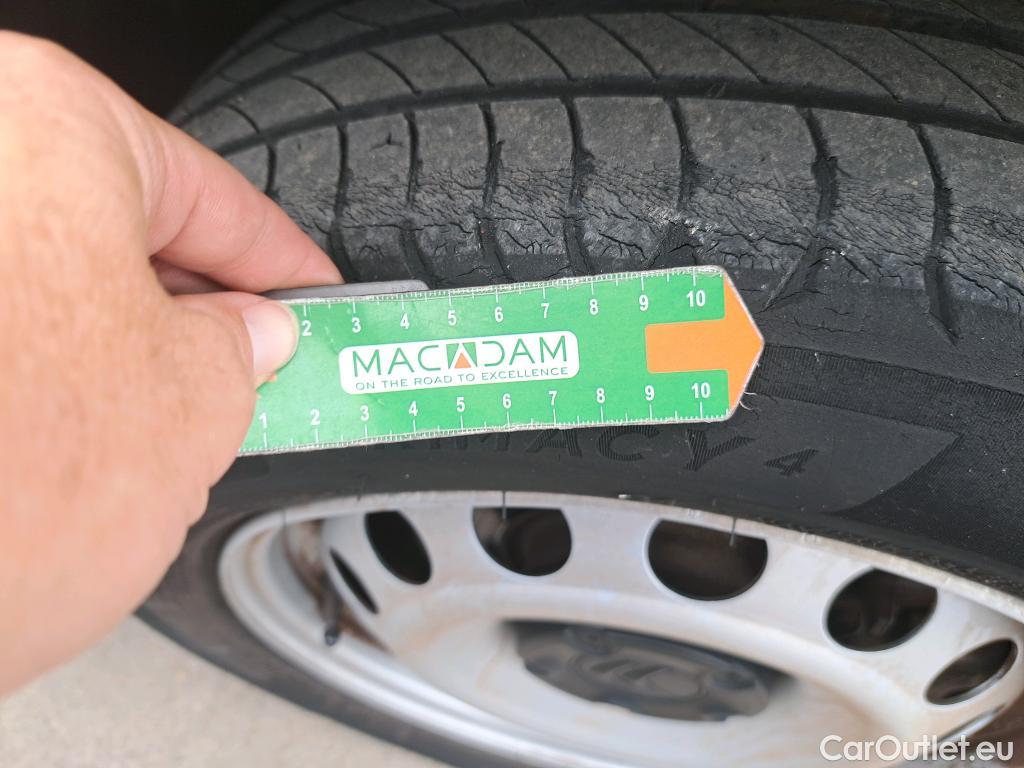 2 3 4 5 6 7 8 9 10
MACADAM
ON THE ROAD TO EXCELLENCE
1 2 3 4 5 6 7 8 9 10
MACY 4
CarOutlet.eu